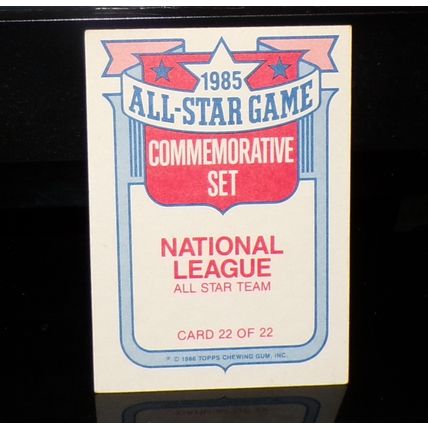 1985
ALL-STAR GAME
COMMEMORATIVE
SET
NATIONAL
LEAGUE
ALL STAR TEAM
CARD 22 OF 22
© 1986 TOPPS CHEWING GUM, INC.